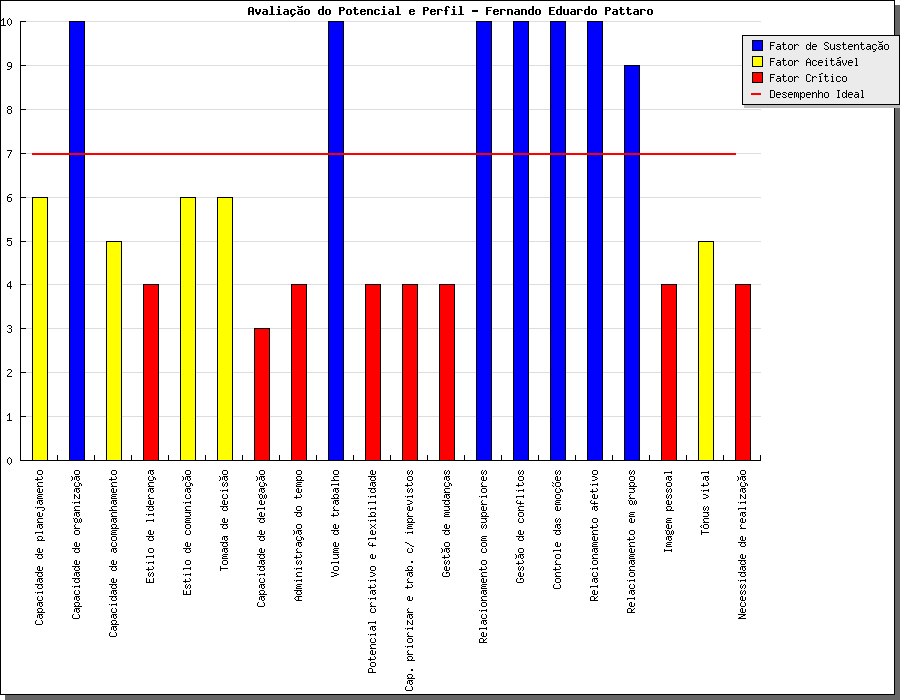 Avaliação do Potencial e Perfil - Fernando Eduardo Pattaro
Fator de Sustentação
Fator Aceitável
Fator Crítico
Desempenho Ideal
10
9
8
7
6
5
4
3
2
1
0
Capacidade de planejamento
Capacidade de organização
Capacidade de acompanhamento
Estilo de liderança
Estilo de comunicação
Tomada de decisão
Capacidade de delegação
Administração do tempo
Volume de trabalho
Potencial criativo e flexibilidade
Cap. priorizar e trab. c/ imprevistos
Gestão de mudanças
Relacionamento com superiores
Gestão de conflitos
Controle das emoções
Relacionamento afetivo
Relacionamento em grupos
Imagem pessoal
Tônus vital
Necessidade de realização